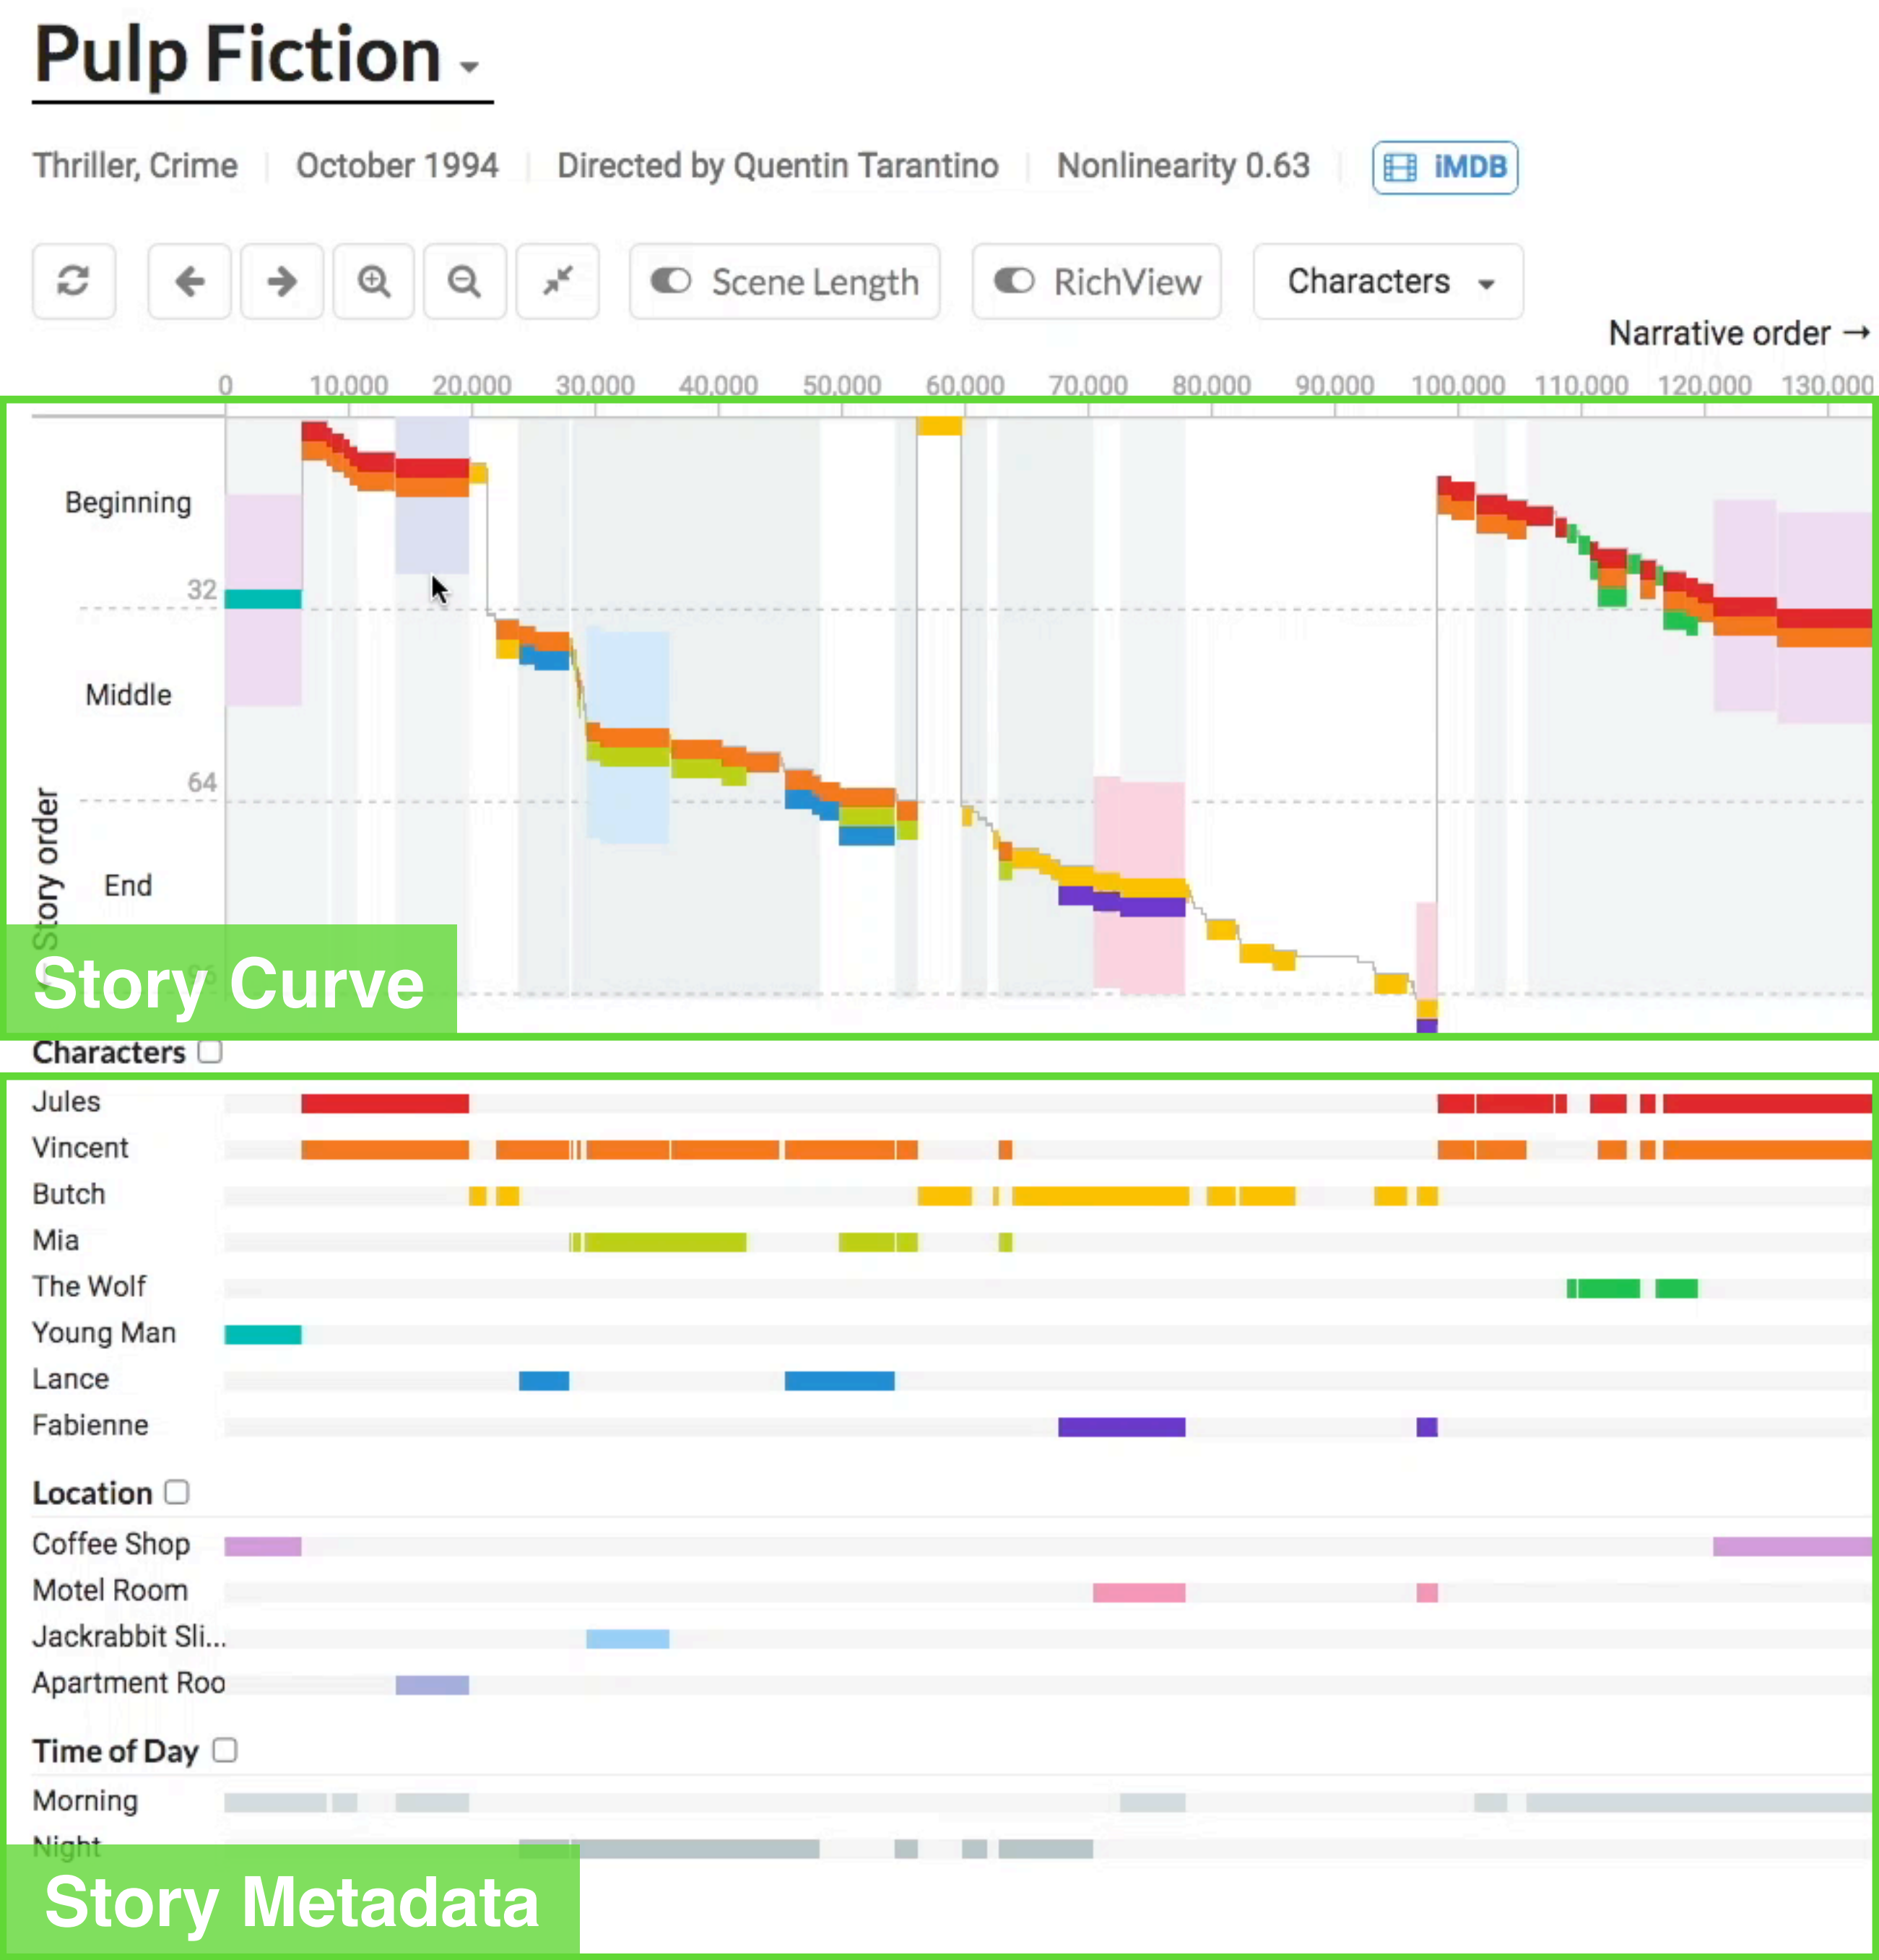 Pulp Fiction
Thriller, Crime October 1994 Directed by Quentin Tarantino Nonlinearity 0.63 iMDB
Scene Length RichView Characters
Narrative order →
0 10,000 20,000 30,000 40,000 50,000 60,000 70,000 80,000 90,000 100,000 110,000 120,000 130,000
Beginning
32
Middle
64
End
Story order
96
Story Curve
Characters
Jules
Vincent
Butch
Mia
The Wolf
Young Man
Lance
Fabienne
Location
Coffee Shop
Motel Room
Jackrabbit Sli...
Apartment Roo
Time of Day
Morning
Night
Story Metadata